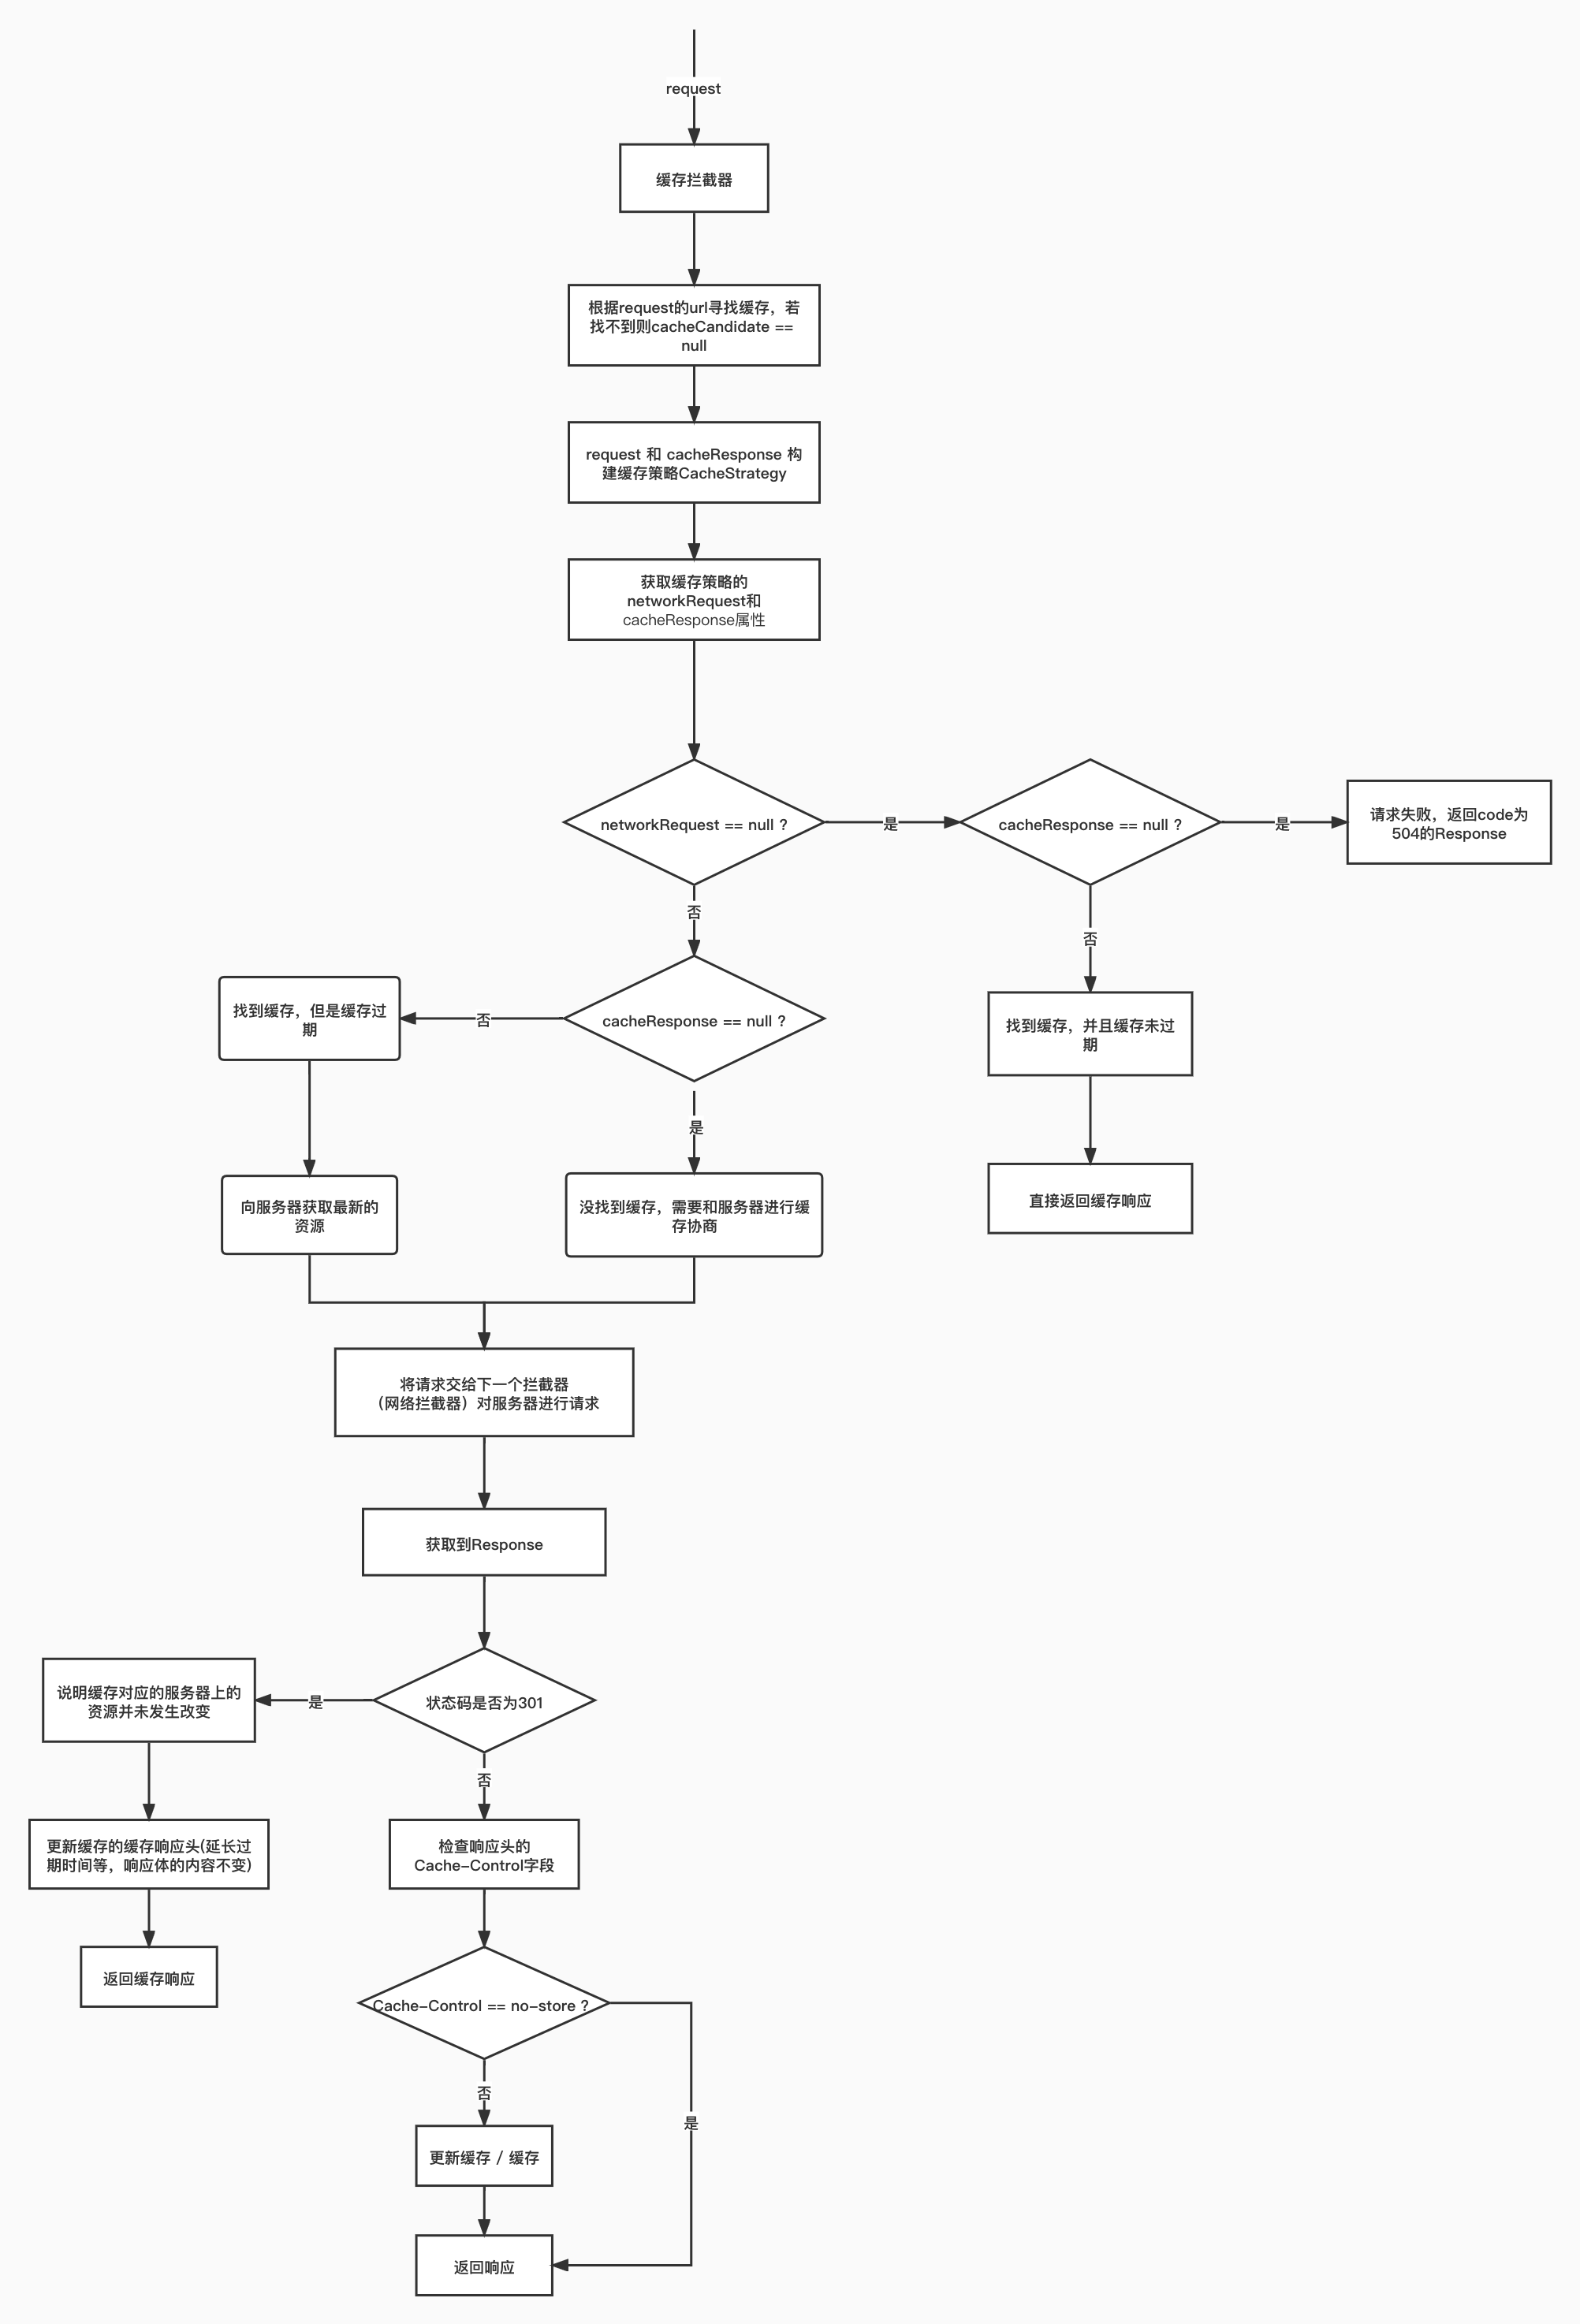 request
缓存拦截器
根据request的url寻找缓存，若
找不到则cacheCandidate ==
null
request 和 cacheResponse 构
建缓存策略CacheStrategy
获取缓存策略的
networkRequest和
cacheResponse属性
networkRequest == null ?
是
cacheResponse == null ?
是
请求失败，返回code为
504的Response
否
否
找到缓存，但是缓存过
期
否
cacheResponse == null ?
找到缓存，并且缓存未过
期
是
向服务器获取最新的
资源
没找到缓存，需要和服务器进行缓
存协商
直接返回缓存响应
将请求交给下一个拦截器
（网络拦截器）对服务器进行请求
获取到Response
说明缓存对应的服务器上的
资源并未发生改变
是
状态码是否为301
否
更新缓存的缓存响应头(延长过
期时间等，响应体的内容不变)
检查响应头的
Cache-Control字段
返回缓存响应
Cache-Control == no-store ?
否
是
更新缓存 / 缓存
返回响应